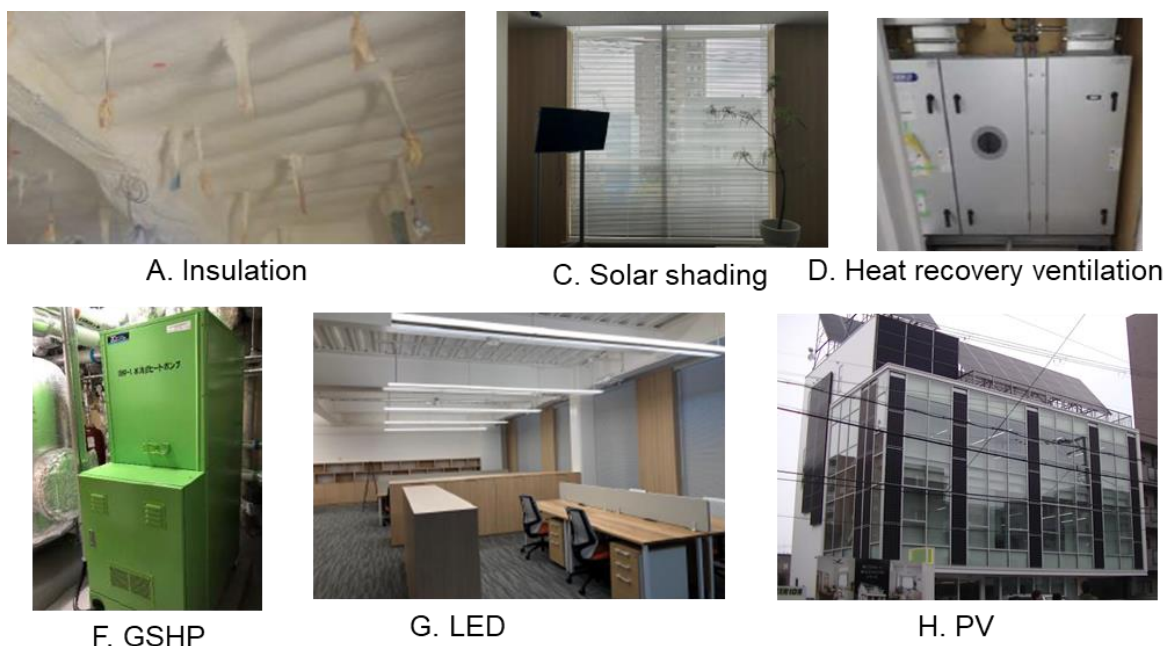 A. Insulation
C. Solar shading
D. Heat recovery ventilation
F. GSHP
G. LED
H. PV